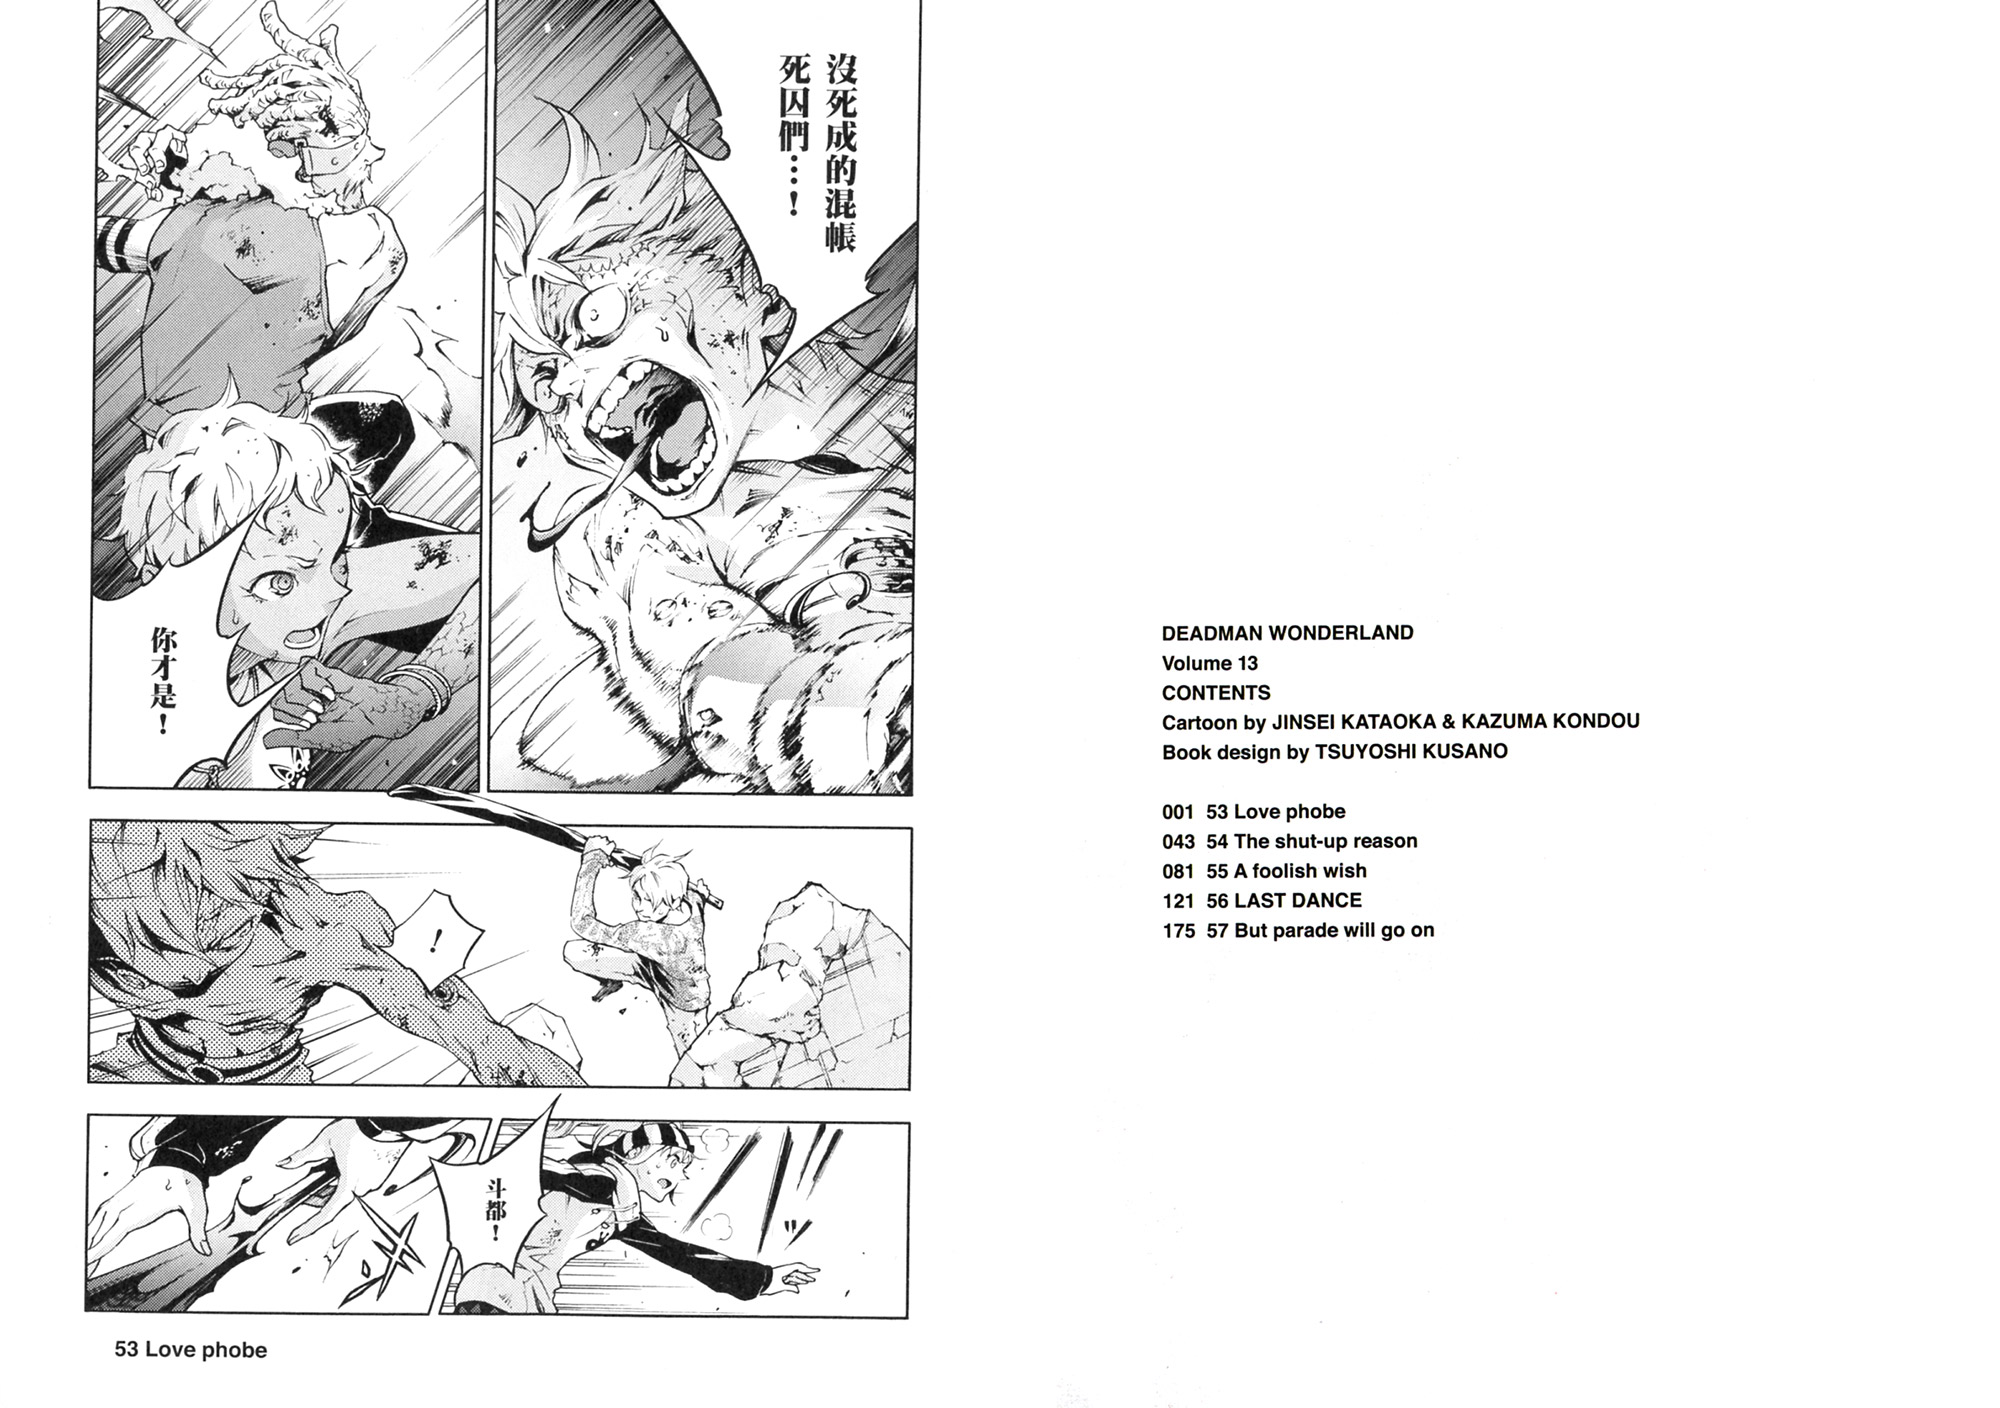 沒死成的混帳
死囚們⋯！
你才是！
！
斗都！
ッ
53 Love phobe
DEADMAN WONDERLAND
Volume 13
CONTENTS
Cartoon by JINSEI KATAOKA & KAZUMA KONDOU
Book design by TSUYOSHI KUSANO
001 53 Love phobe
043 54 The shut-up reason
081 55 A foolish wish
121 56 LAST DANCE
175 57 But parade will go on